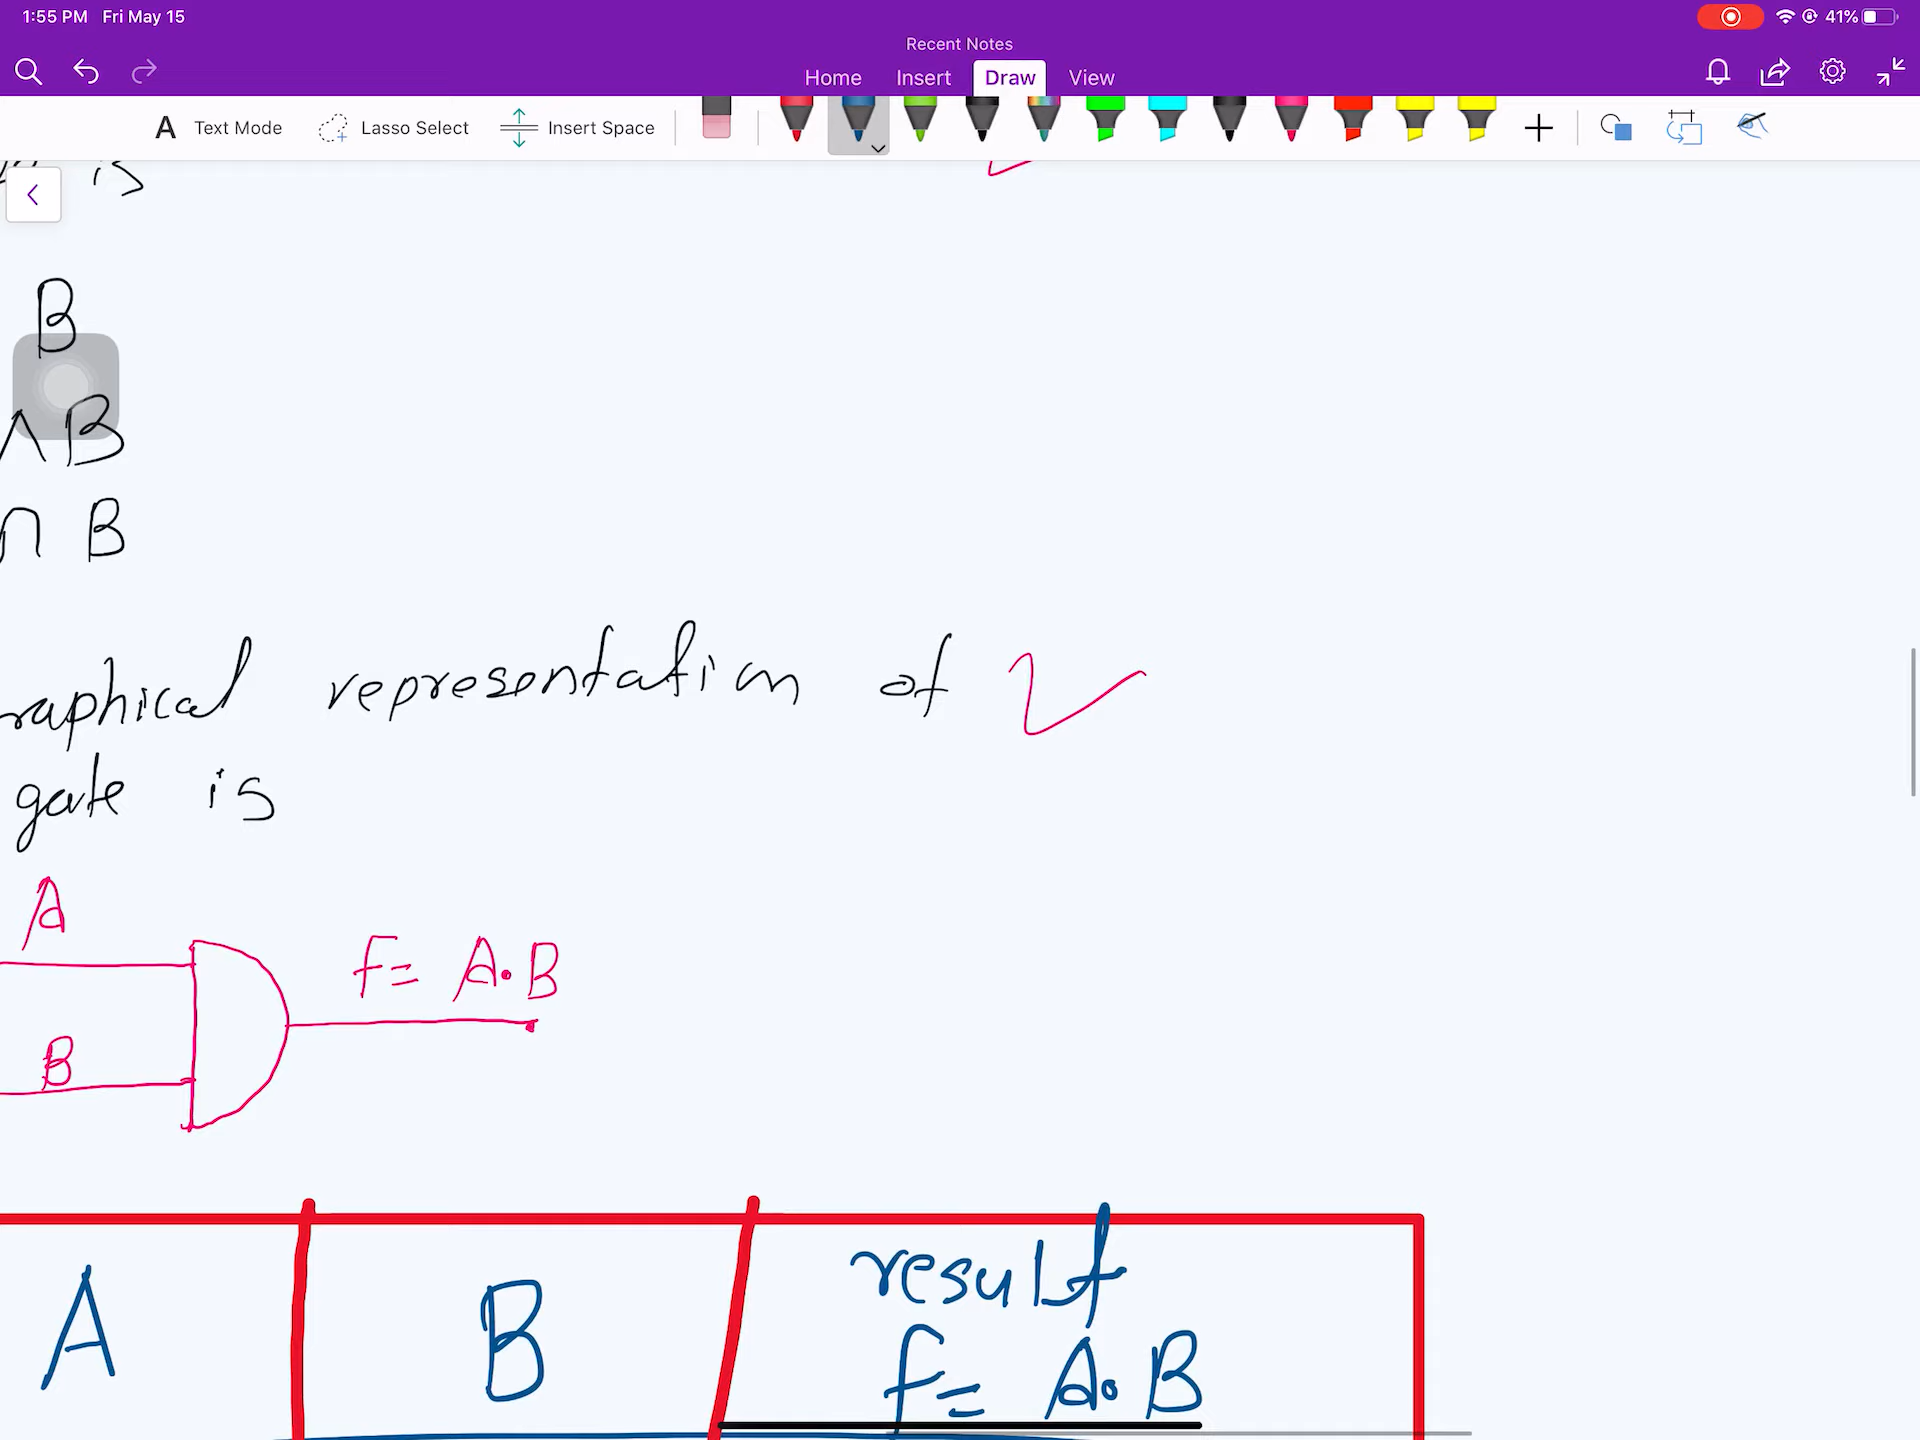 1:55 PM Fri May 15
41%
Recent Notes
Home Insert Draw View
A Text Mode Lasso Select Insert Space
is
B
∧ B
∩ B
raphical representation of
gate is
A
F = A·B
B
A B result
F = A·B